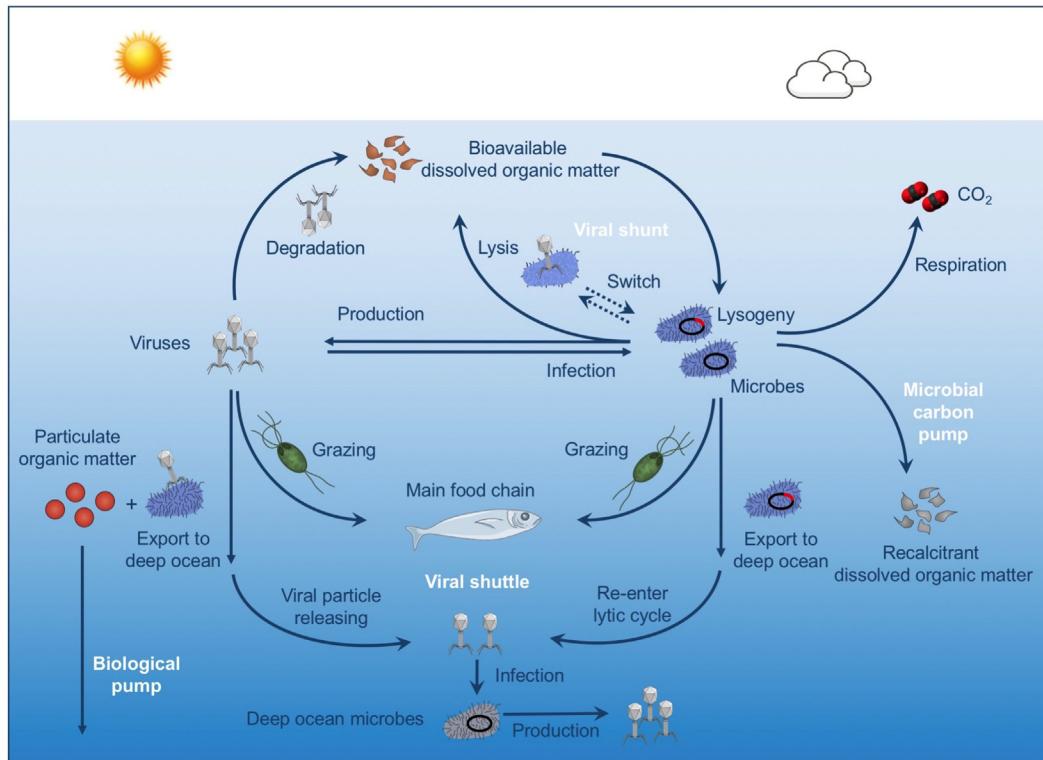 Bioavailable
dissolved organic matter
CO2
Degradation
Lysis
Viral shunt
Switch
Respiration
Lysogeny
Production
Viruses
Infection
Microbes
Microbial
carbon
pump
Particulate
organic matter
Grazing
Grazing
Main food chain
+
Export to
deep ocean
Export to
deep ocean
Recalcitrant
dissolved organic matter
Viral shuttle
Viral particle
releasing
Re-enter
lytic cycle
Biological
pump
Infection
Deep ocean microbes
Production